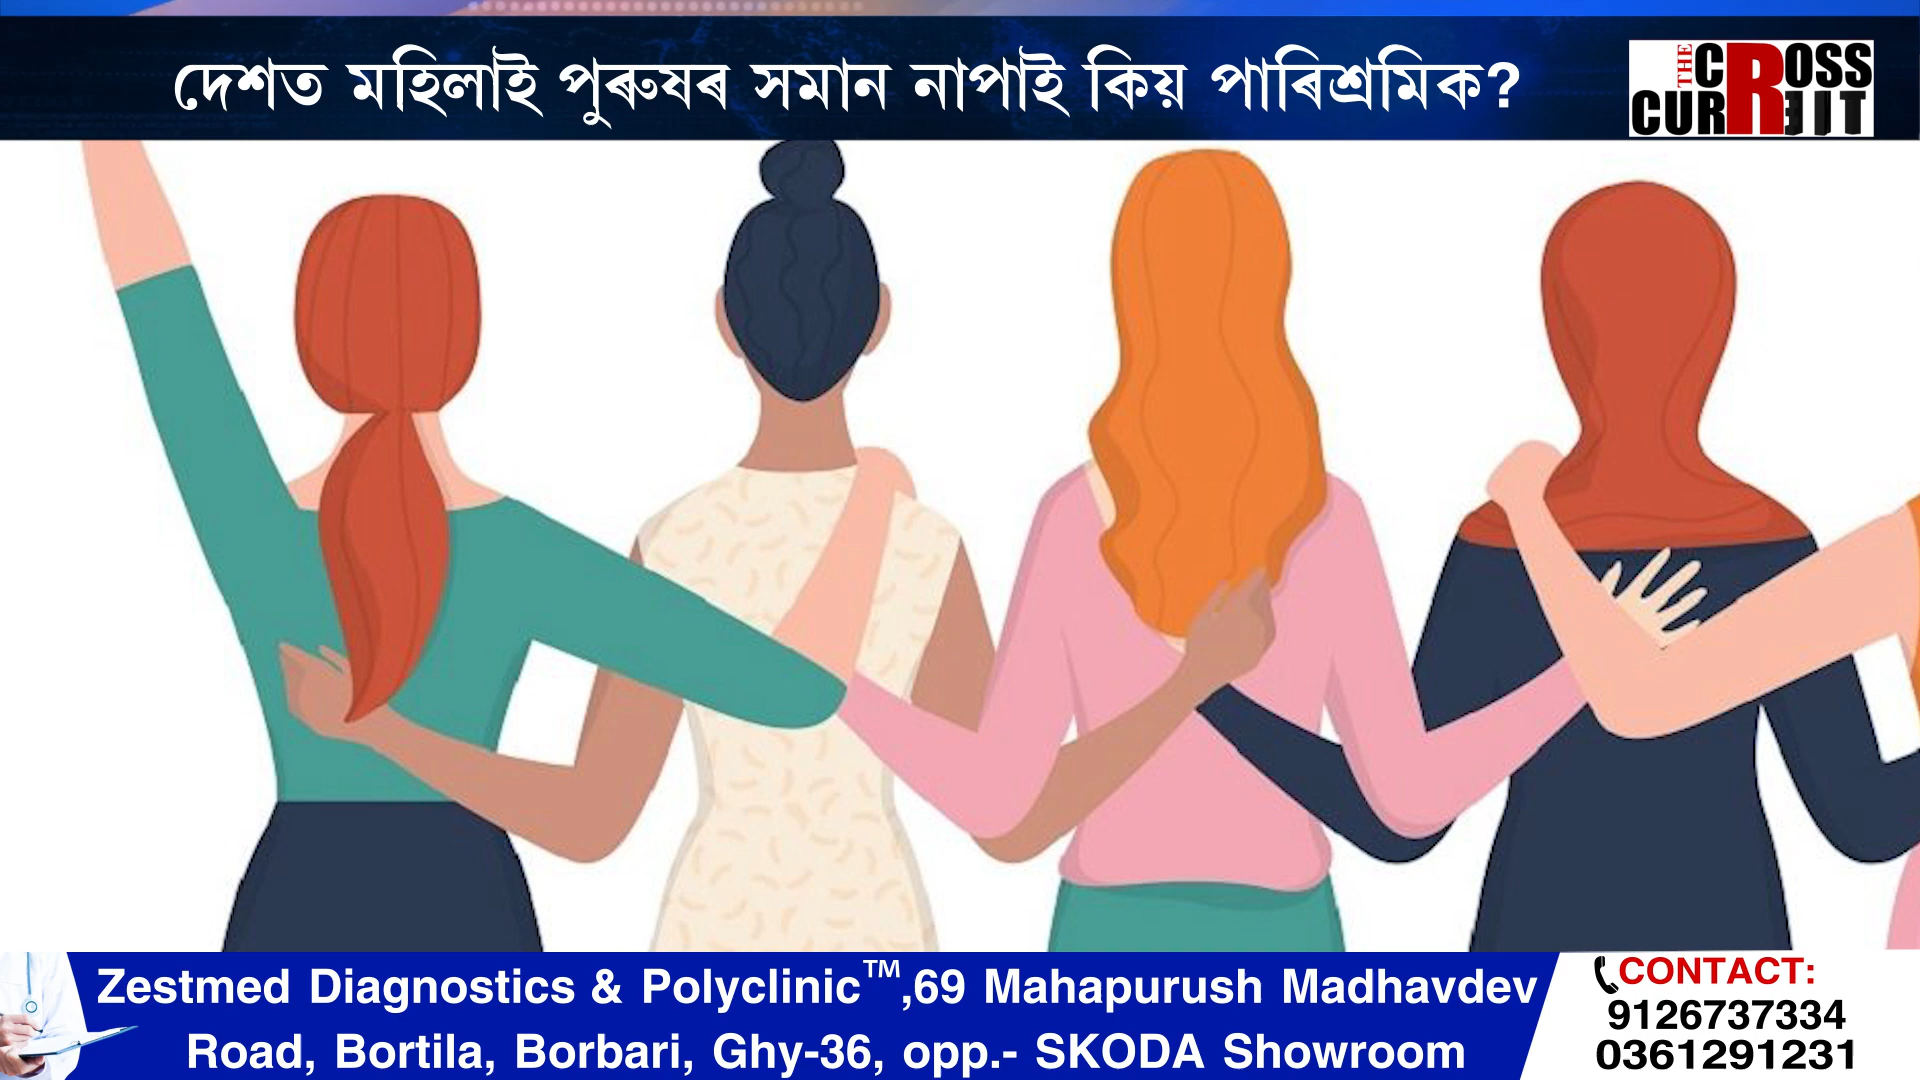 দেশত মহিলাই পুৰুষৰ সমান নাপাই কিয় পাৰিশ্ৰমিক?
THE CROSS
CURREIT
Zestmed Diagnostics & Polyclinic™,69 Mahapurush Madhavdev
Road, Bortila, Borbari, Ghy-36, opp.- SKODA Showroom
CONTACT:
9126737334
0361291231